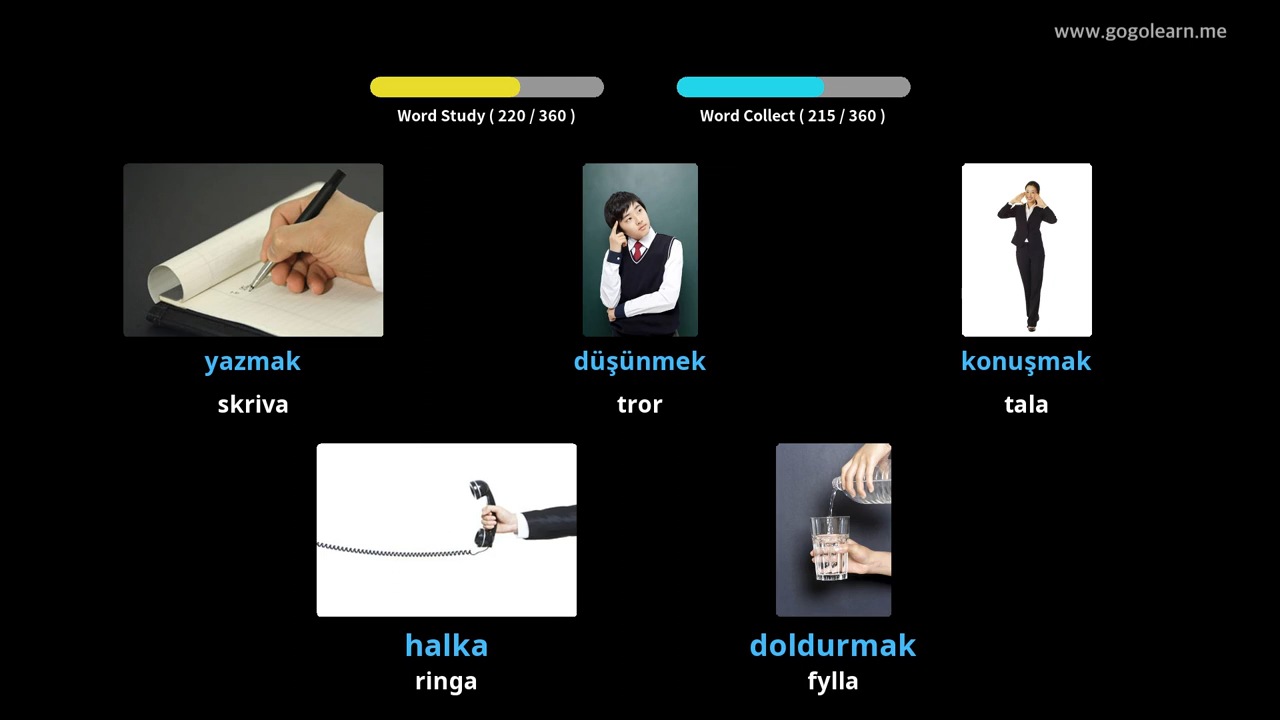 www.gogolearn.me
Word Study ( 220 / 360 )
Word Collect ( 215 / 360 )
yazmak
düşünmek
konuşmak
skriva
tror
tala
halka
doldurmak
ringa
fylla